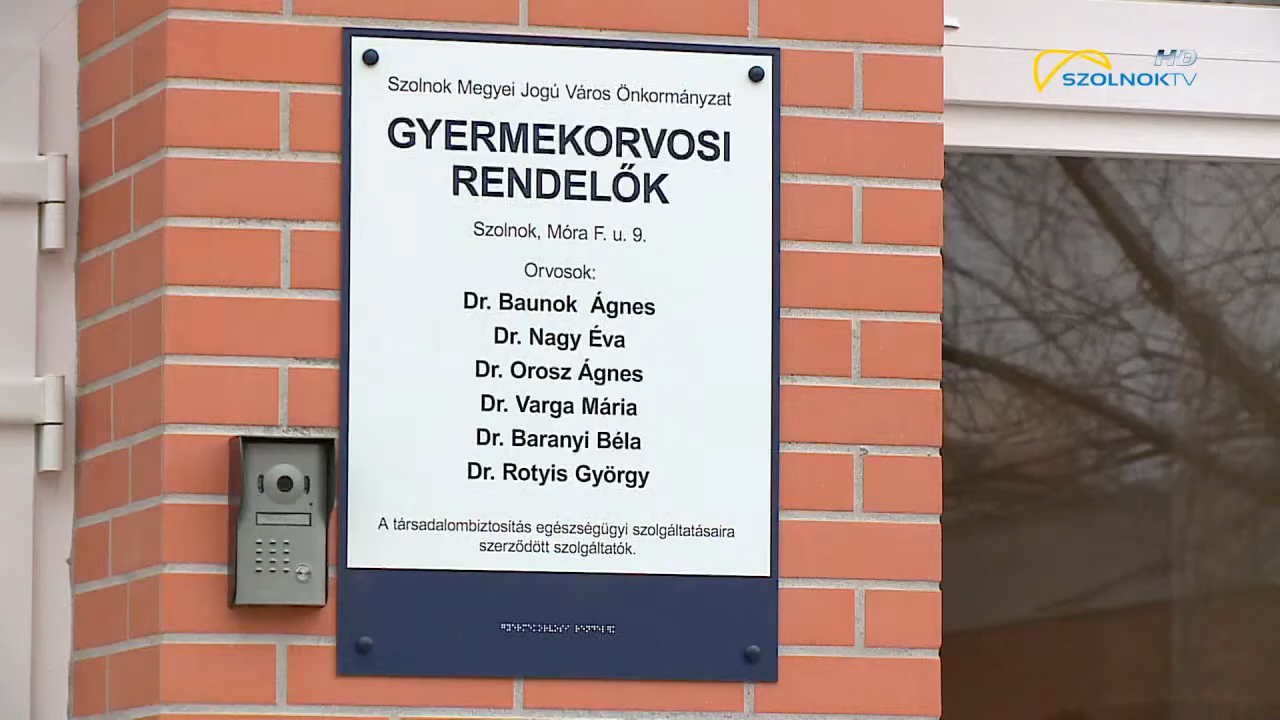 HD
SZOLNOKTV
Szolnok Megyei Jogú Város Önkormányzat
GYERMEKORVOSI
RENDELŐK
Szolnok, Móra F. u. 9.
Orvosok:
Dr. Baunok Ágnes
Dr. Nagy Éva
Dr. Orosz Ágnes
Dr. Varga Mária
Dr. Baranyi Béla
Dr. Rotyis György
A társadalombiztosítás egészségügyi szolgáltatásaira
szerződött szolgáltatók.